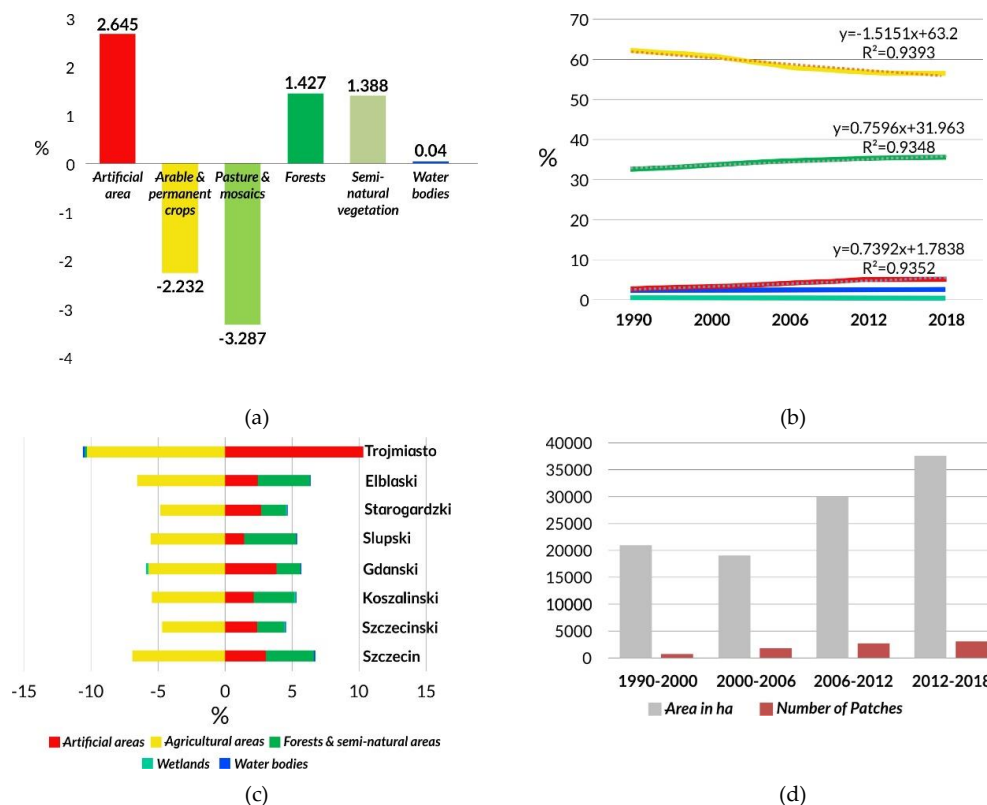 3
2
1
0
-1
-2
-3
-4
%
2.645
-2.232
-3.287
1.427
1.388
0.04
Artificial area
Arable & permanent crops
Pasture & mosaics
Forests
Semi-natural vegetation
Water bodies
(a)
70
60
50
40
30
20
10
0
%
y=-1.5151x+63.2
R²=0.9393
y=0.7596x+31.963
R²=0.9348
y=0.7392x+1.7838
R²=0.9352
1990 2000 2006 2012 2018
(b)
Trojmiasto
Elblaski
Starogardzki
Slupski
Gdanski
Koszalinski
Szczecinski
Szczecin
-15 -10 -5 0 5 10 15
%
Artificial areas Agricultural areas Forests & semi-natural areas
Wetlands Water bodies
(c)
40000
35000
30000
25000
20000
15000
10000
5000
0
1990-2000 2000-2006 2006-2012 2012-2018
Area in ha Number of Patches
(d)